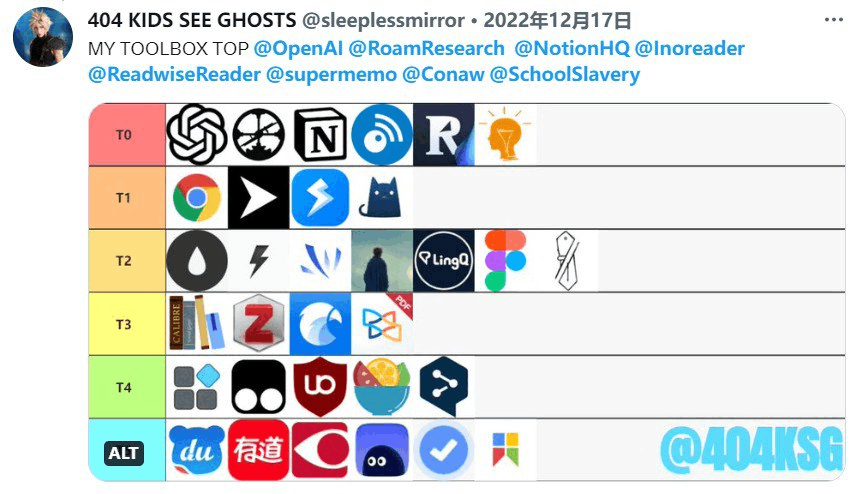 404 KIDS SEE GHOSTS @sleeplessmirror • 2022年12月17日
MY TOOLBOX TOP @OpenAI @RoamResearch @NotionHQ @Inoreader
@ReadwiseReader @supermemo @Conaw @SchoolSlavery
T0
N
R
T1
T2
LingQ
T3
CALIBRE
Z
PDF
T4
UO
ALT
du
有道
@404KSG